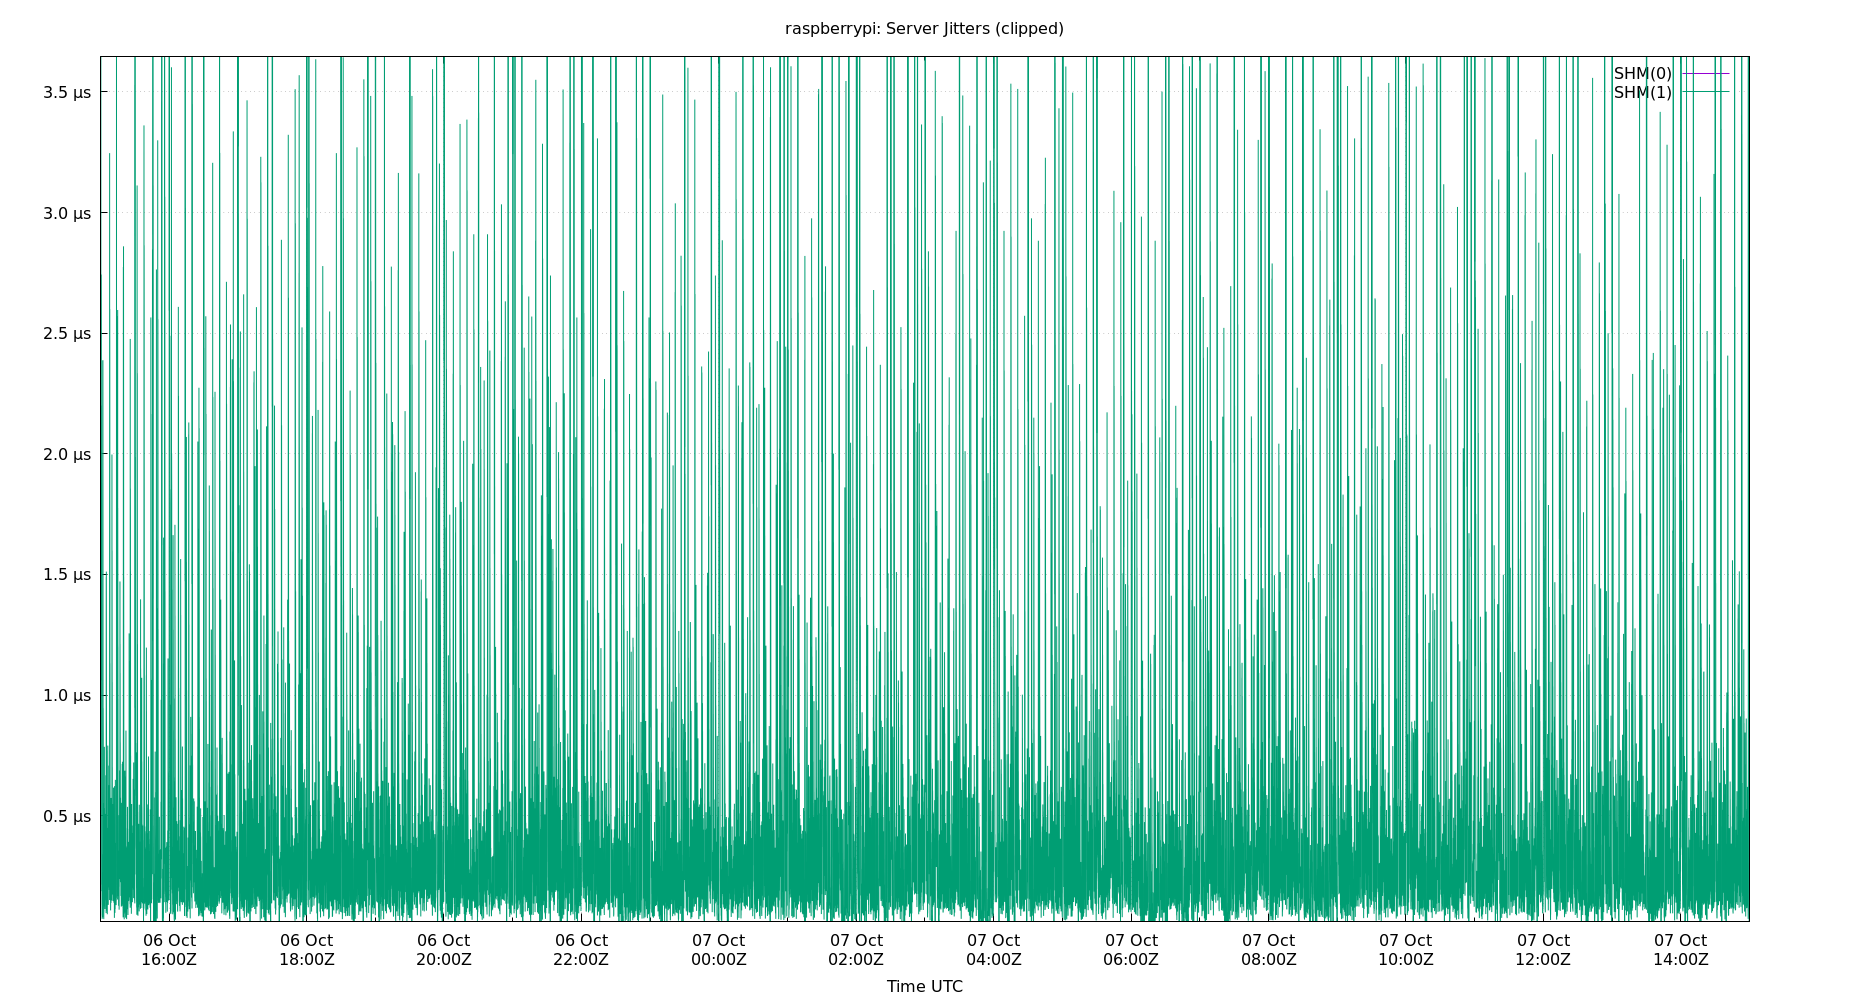 raspberrypi: Server Jitters (clipped)
SHM(0)
SHM(1)
3.5 µs
3.0 µs
2.5 µs
2.0 µs
1.5 µs
1.0 µs
0.5 µs
06 Oct 06 Oct 06 Oct 06 Oct 07 Oct 07 Oct 07 Oct 07 Oct 07 Oct 07 Oct 07 Oct 07 Oct
16:00Z 18:00Z 20:00Z 22:00Z 00:00Z 02:00Z 04:00Z 06:00Z 08:00Z 10:00Z 12:00Z 14:00Z
Time UTC